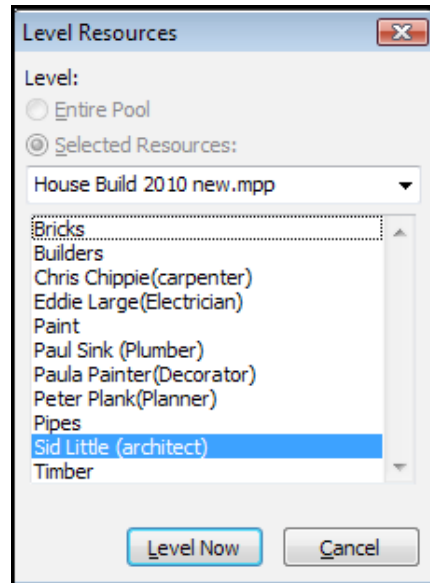 Level Resources
Level:
Entire Pool
Selected Resources:
House Build 2010 new.mpp
Bricks
Builders
Chris Chippie(carpenter)
Eddie Large(Electrician)
Paint
Paul Sink (Plumber)
Paula Painter(Decorator)
Peter Plank(Planner)
Pipes
Sid Little (architect)
Timber
Level Now
Cancel